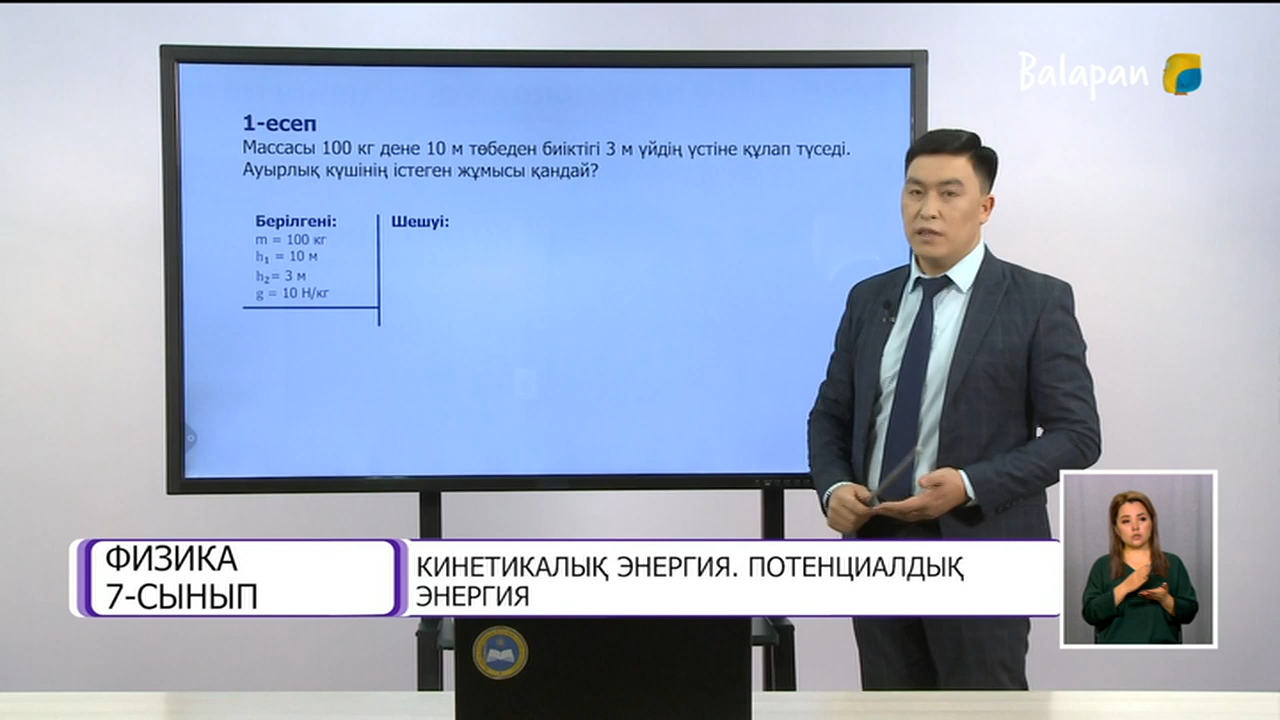 Balapan
1-есеп
Массасы 100 кг дене 10 м төбеден биіктігі 3 м үйдің үстіне құлап түседі.
Ауырлық күшінің істеген жұмысы қандай?
Берілгені:
Шешуі:
m = 100 кг
h₁ = 10 м
h₂= 3 м
g = 10 Н/кг
ФИЗИКА
7-СЫНЫП
КИНЕТИКАЛЫҚ ЭНЕРГИЯ. ПОТЕНЦИАЛДЫҚ
ЭНЕРГИЯ